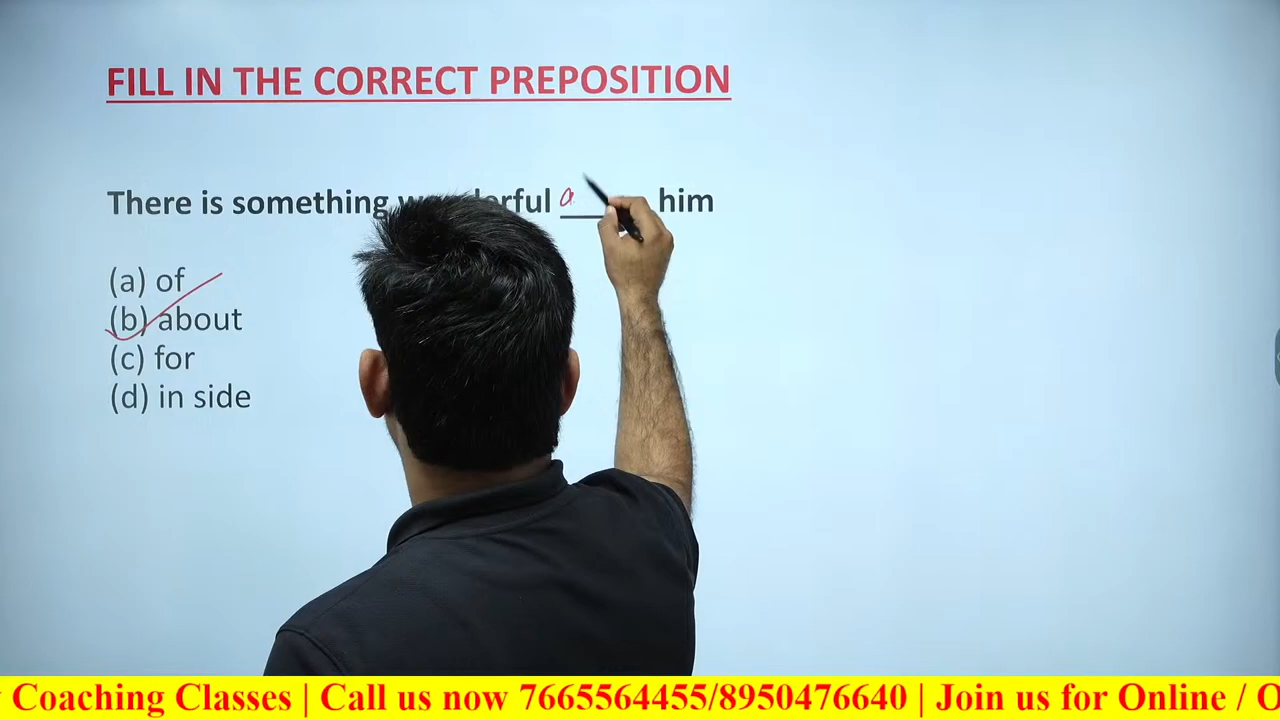 FILL IN THE CORRECT PREPOSITION
There is something wonderful a him
(a) of
(b) about
(c) for
(d) in side
Coaching Classes | Call us now 7665564455/8950476640 | Join us for Online / O